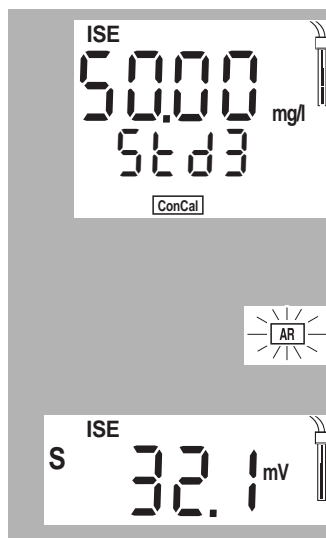 ISE
50.00 mg/l
Std3
ConCal
AR
ISE
S 32.1 mV